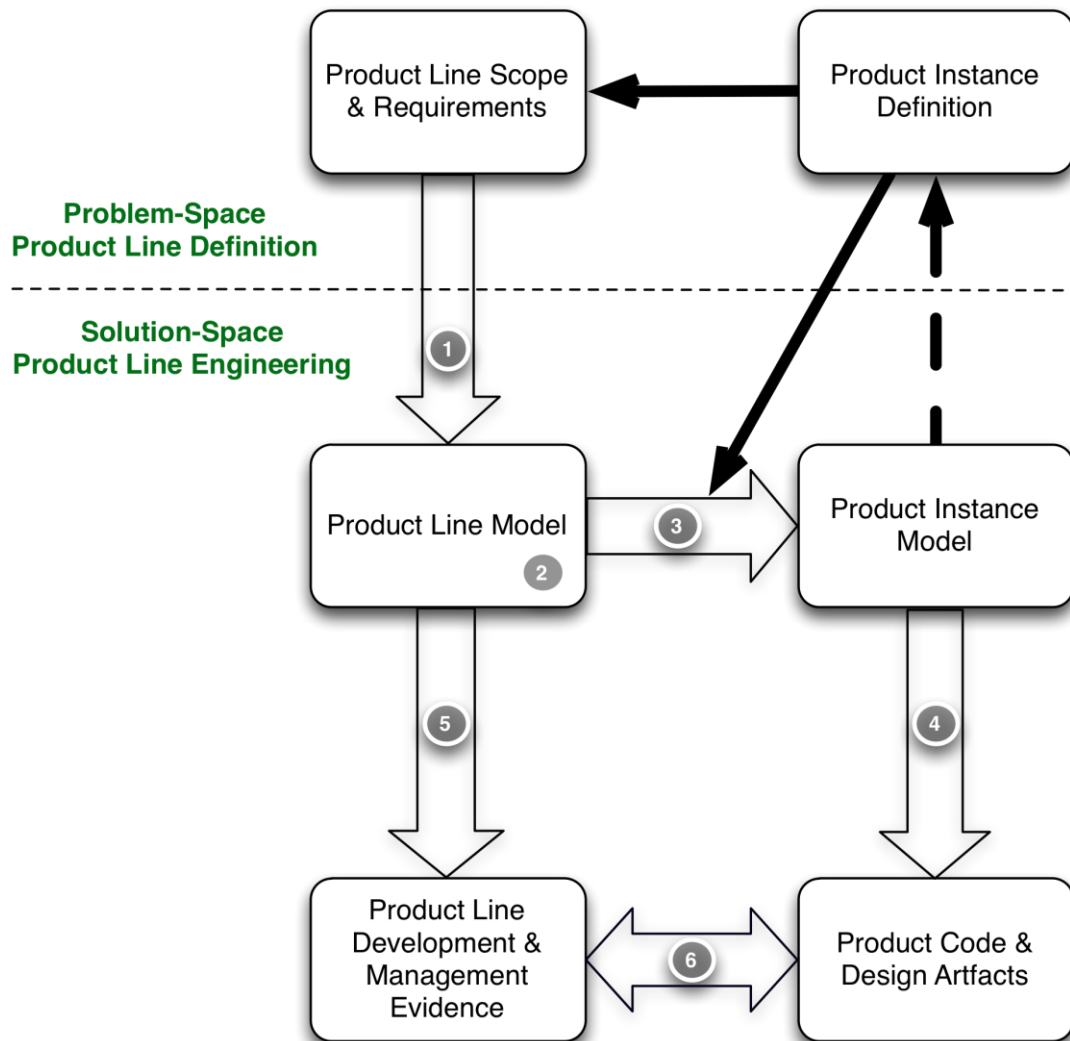 Product Line Scope
& Requirements
Product Instance
Definition
Problem-Space
Product Line Definition
Solution-Space
Product Line Engineering
1
Product Line Model
2
3
Product Instance
Model
5
4
Product Line
Development &
Management
Evidence
6
Product Code &
Design Artfacts